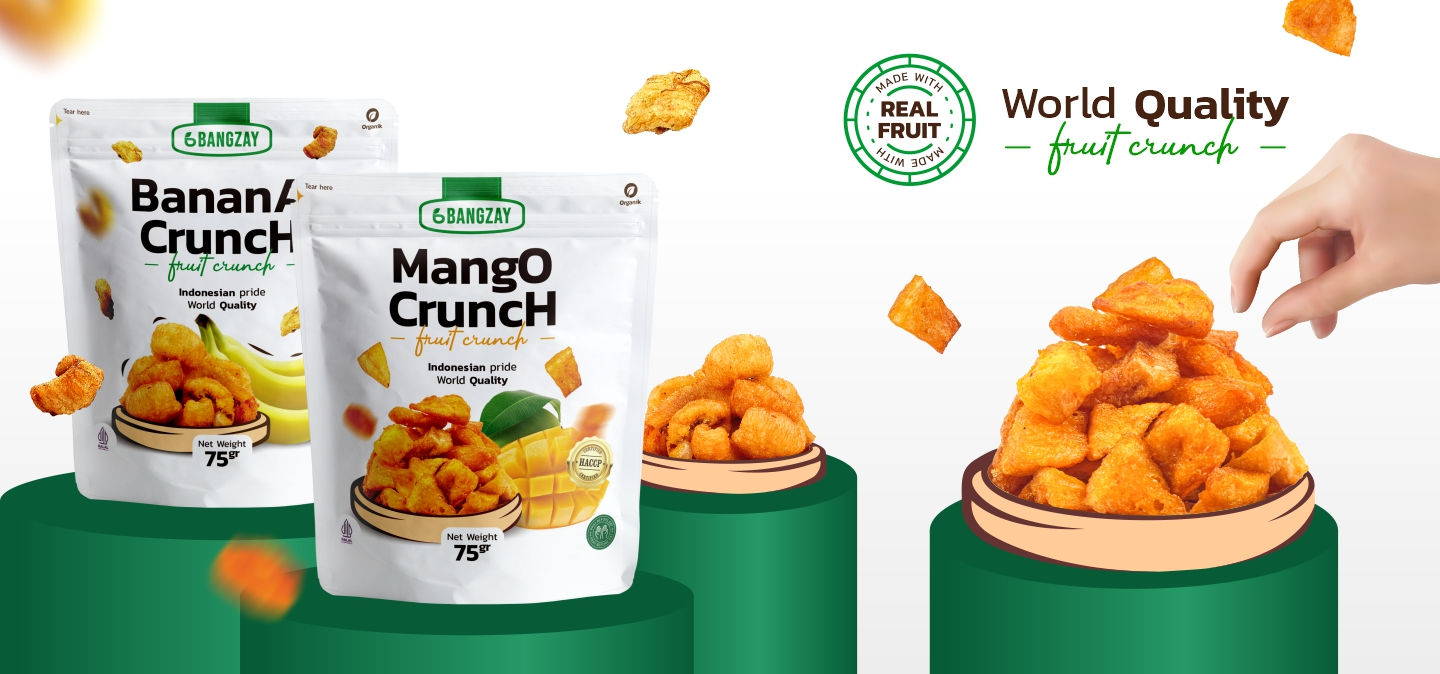 Tear here
Organik
BANGZAY
BananA
CruncH
fruit crunch
Indonesian pride
World Quality
Net Weight
75gr
Tear here
Organik
BANGZAY
MangO
CruncH
fruit crunch
Indonesian pride
World Quality
CERTIFIED
HACCP
CERTIFIED
Net Weight
75gr
MADE WITH
REAL
FRUIT
MADE WITH
World Quality
fruit crunch